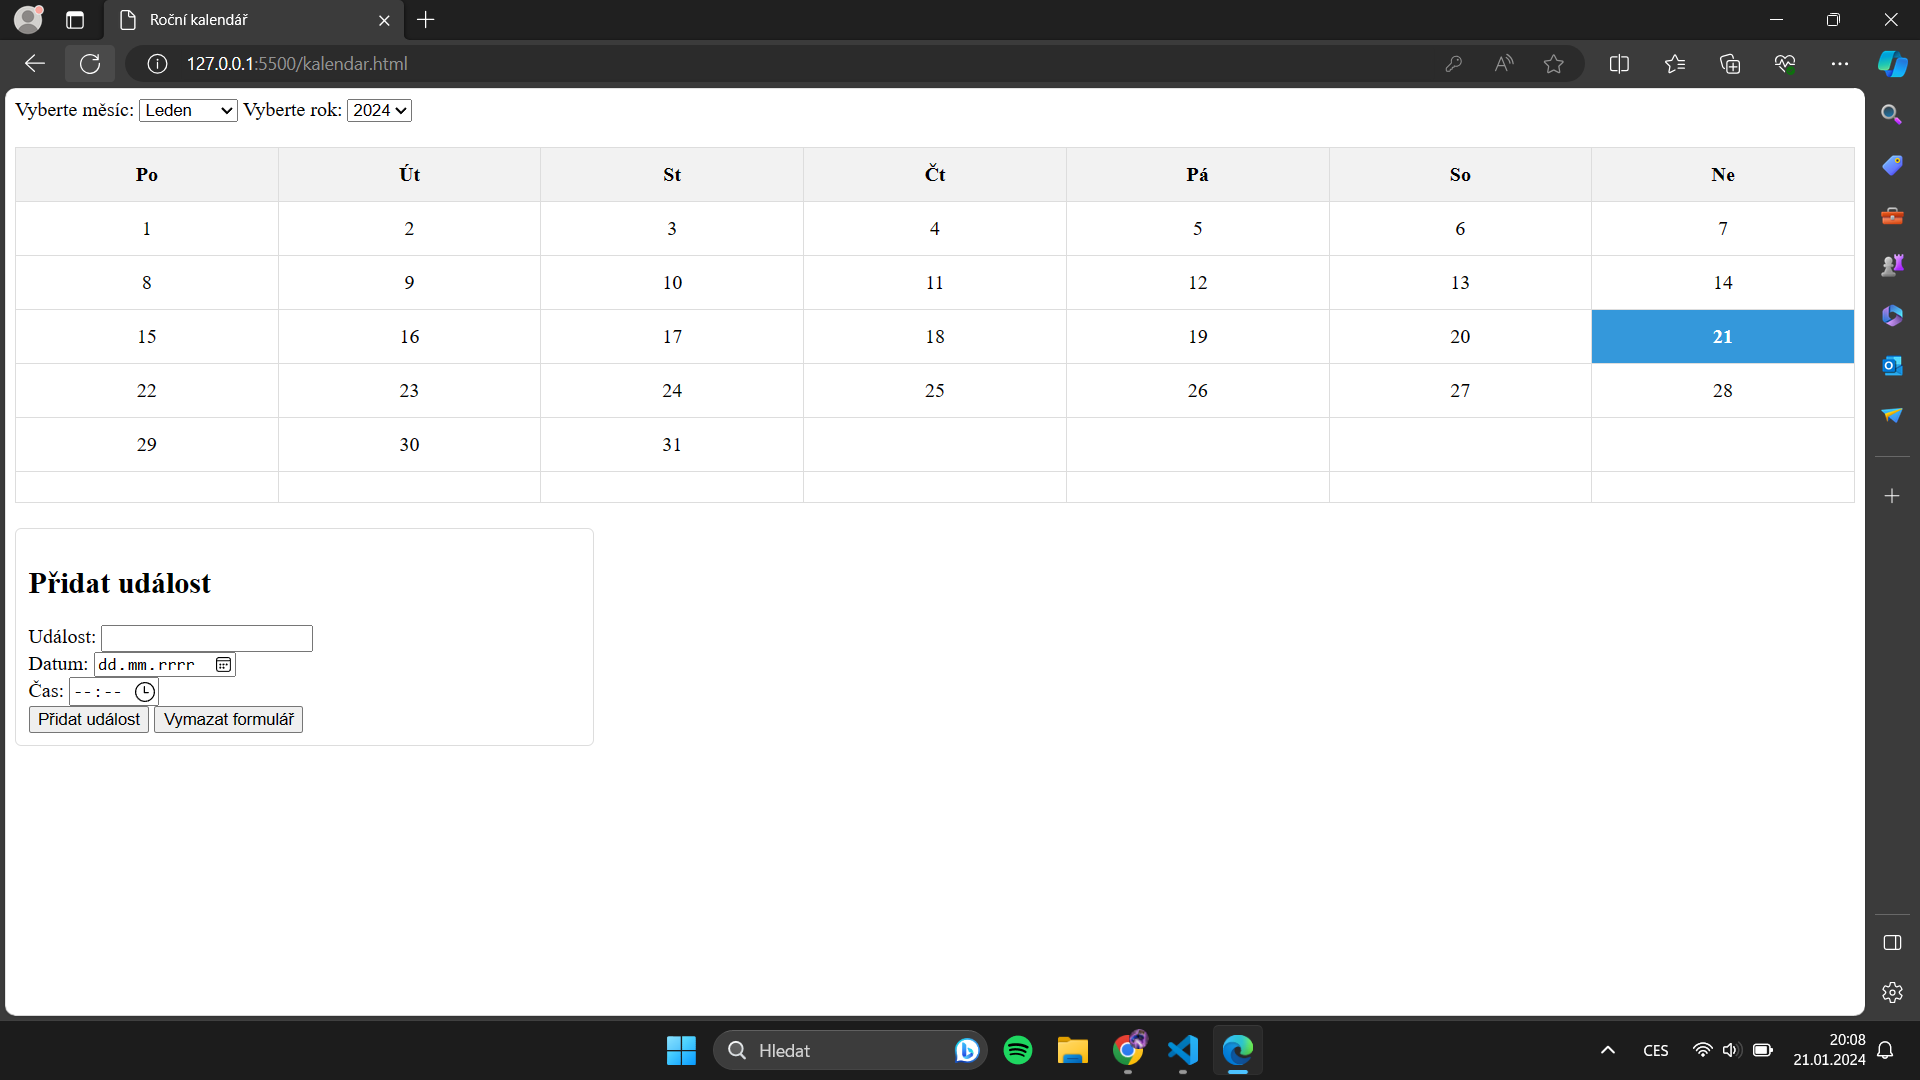 Roční kalendář
127.0.0.1:5500/kalendar.html
Vyberte měsíc: Leden Vyberte rok: 2024
Po Út St Čt Pá So Ne
1 2 3 4 5 6 7
8 9 10 11 12 13 14
15 16 17 18 19 20 21
22 23 24 25 26 27 28
29 30 31
Přidat událost
Událost:
Datum: dd.mm.rrrr
Čas: --:--
Přidat událost Vymazat formulář
Hledat
CES
20:08
21.01.2024